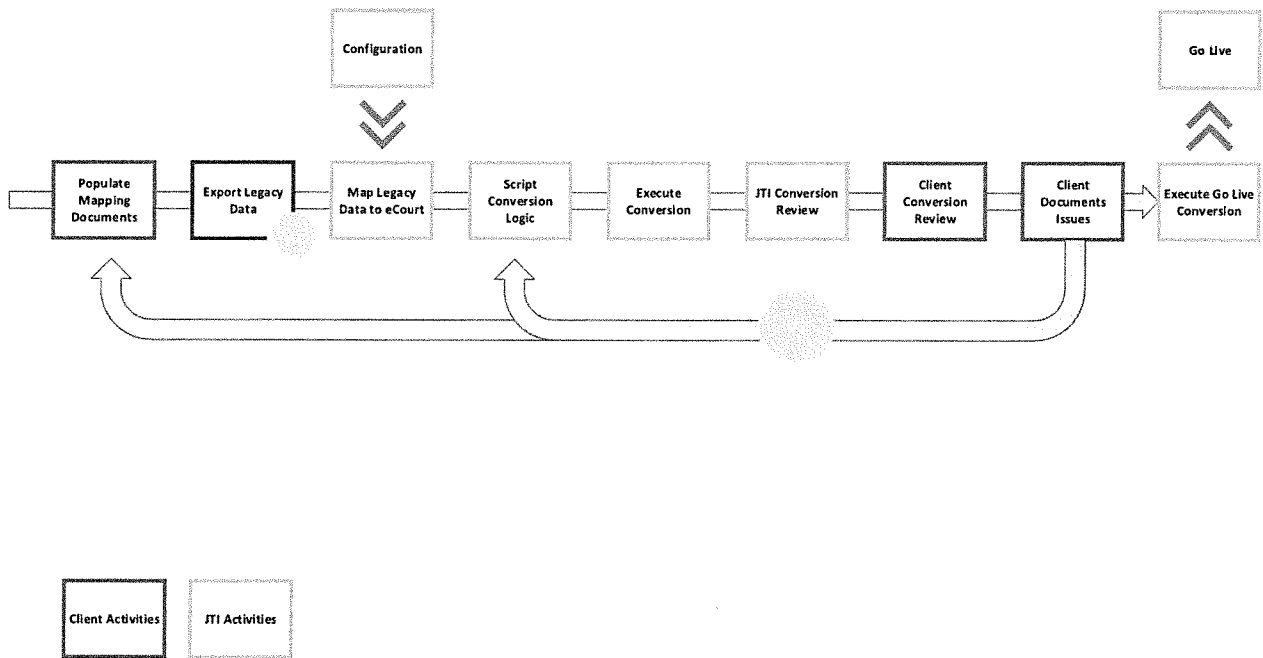 Configuration
Go Live
Populate
Mapping
Documents
Export Legacy
Data
Map Legacy
Data to eCourt
Script
Conversion
Logic
Execute
Conversion
JTI Conversion
Review
Client
Conversion
Review
Client
Documents
Issues
Execute Go Live
Conversion
Client Activities
JTI Activities